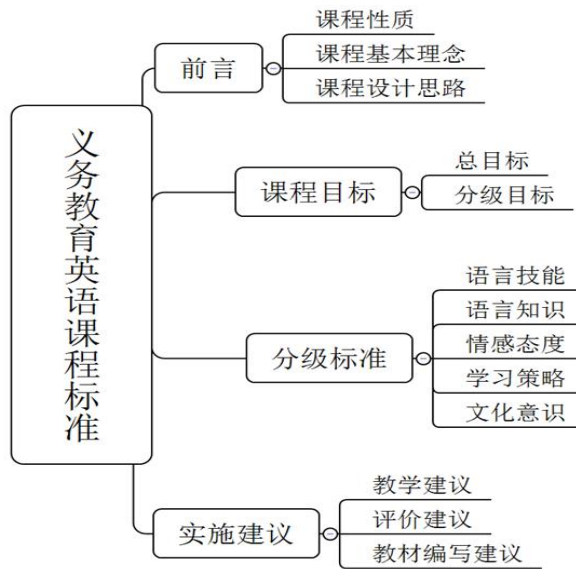 义务教育英语课程标准
前言
课程性质
课程基本理念
课程设计思路
课程目标
总目标
分级目标
分级标准
语言技能
语言知识
情感态度
学习策略
文化意识
实施建议
教学建议
评价建议
教材编写建议